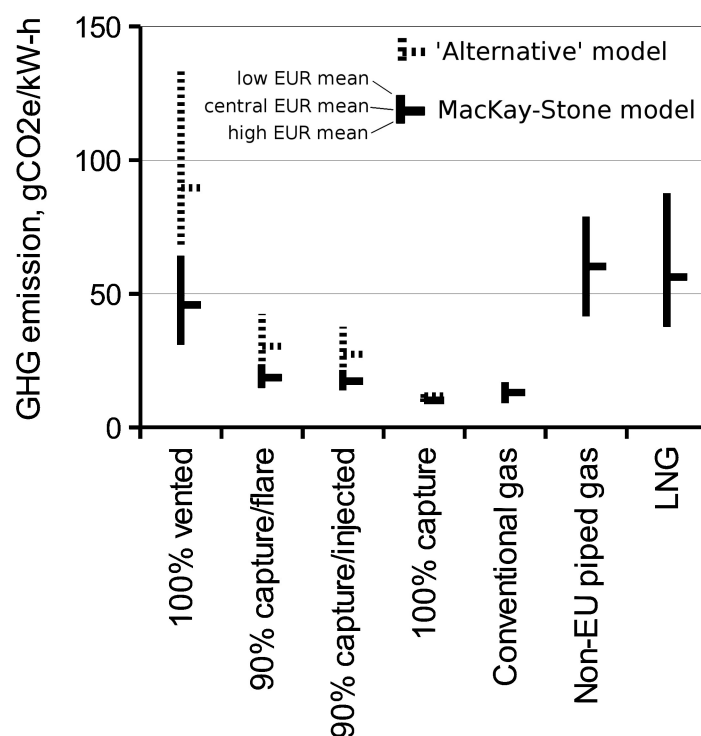 GHG emission, gCO2e/kW-h
150
100
50
0
'Alternative' model
low EUR mean
central EUR mean
high EUR mean
MacKay-Stone model
100% vented
90% capture/flare
90% capture/injected
100% capture
Conventional gas
Non-EU piped gas
LNG